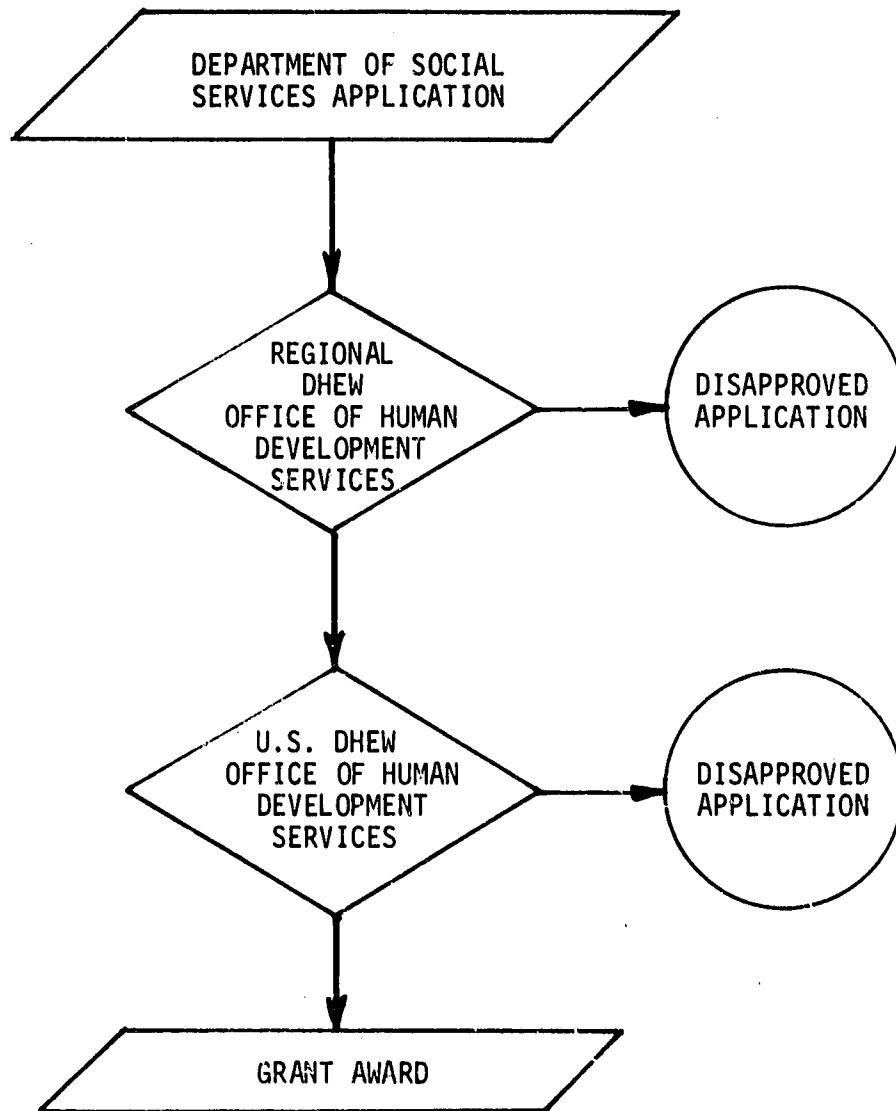 DEPARTMENT OF SOCIAL
SERVICES APPLICATION
REGIONAL
DHEW
OFFICE OF HUMAN
DEVELOPMENT
SERVICES
DISAPPROVED
APPLICATION
U.S. DHEW
OFFICE OF HUMAN
DEVELOPMENT
SERVICES
DISAPPROVED
APPLICATION
GRANT AWARD